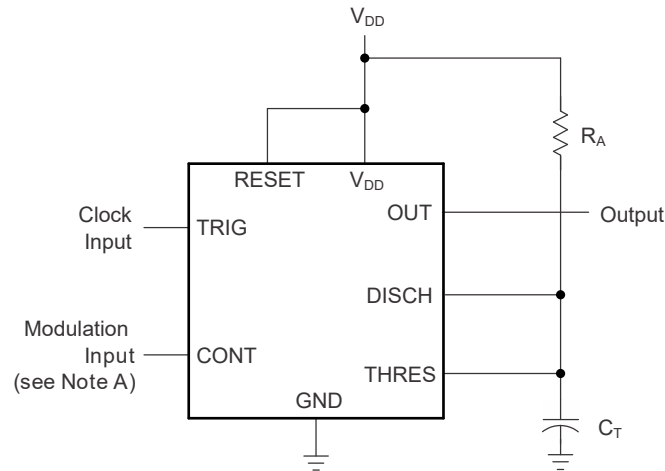 V_DD
R_A
RESET
V_DD
Clock
Input
TRIG
OUT
Output
DISCH
Modulation
Input
(see Note A)
CONT
THRES
GND
C_T